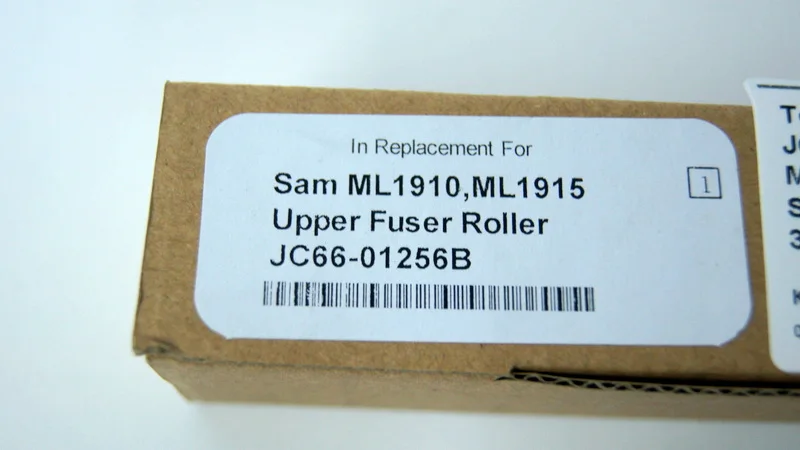 In Replacement For
Sam ML1910,ML1915
1
Upper Fuser Roller
JC66-01256B